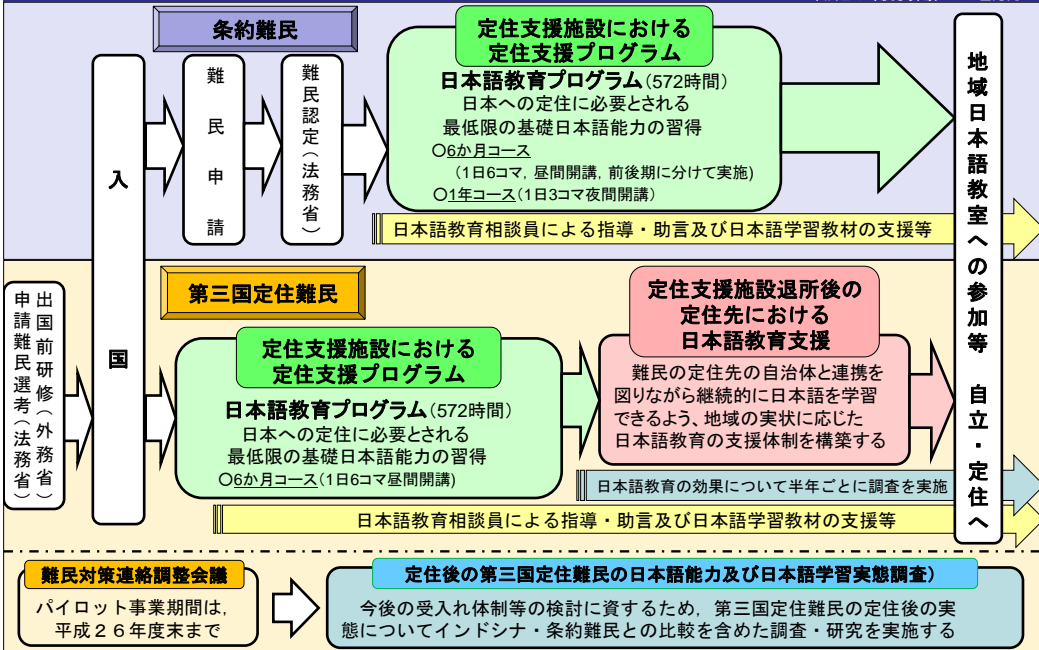 条約難民
入国
難民申請
難民認定(法務省)
定住支援施設における
定住支援プログラム
日本語教育プログラム(572時間)
日本への定住に必要とされる
最低限の基礎日本語能力の習得
○6か月コース
(1日6コマ, 昼間開講, 前後期に分けて実施)
○1年コース(1日3コマ夜間開講)
日本語教育相談員による指導・助言及び日本語学習教材の支援等
地域日本語教室への参加等 自立・定住へ
第三国定住難民
出国前研修(外務省)
申請難民選考(法務省)
定住支援施設における
定住支援プログラム
日本語教育プログラム(572時間)
日本への定住に必要とされる
最低限の基礎日本語能力の習得
○6か月コース(1日6コマ昼間開講)
定住支援施設退所後の
定住先における
日本語教育支援
難民の定住先の自治体と連携を
図りながら継続的に日本語を学習
できるよう、地域の実状に応じた
日本語教育の支援体制を構築する
日本語教育の効果について半年ごとに調査を実施
日本語教育相談員による指導・助言及び日本語学習教材の支援等
難民対策連絡調整会議
パイロット事業期間は,
平成26年度末まで
定住後の第三国定住難民の日本語能力及び日本語学習実態調査)
今後の受入れ体制等の検討に資するため, 第三国定住難民の定住後の実
態についてインドシナ・条約難民との比較を含めた調査・研究を実施する